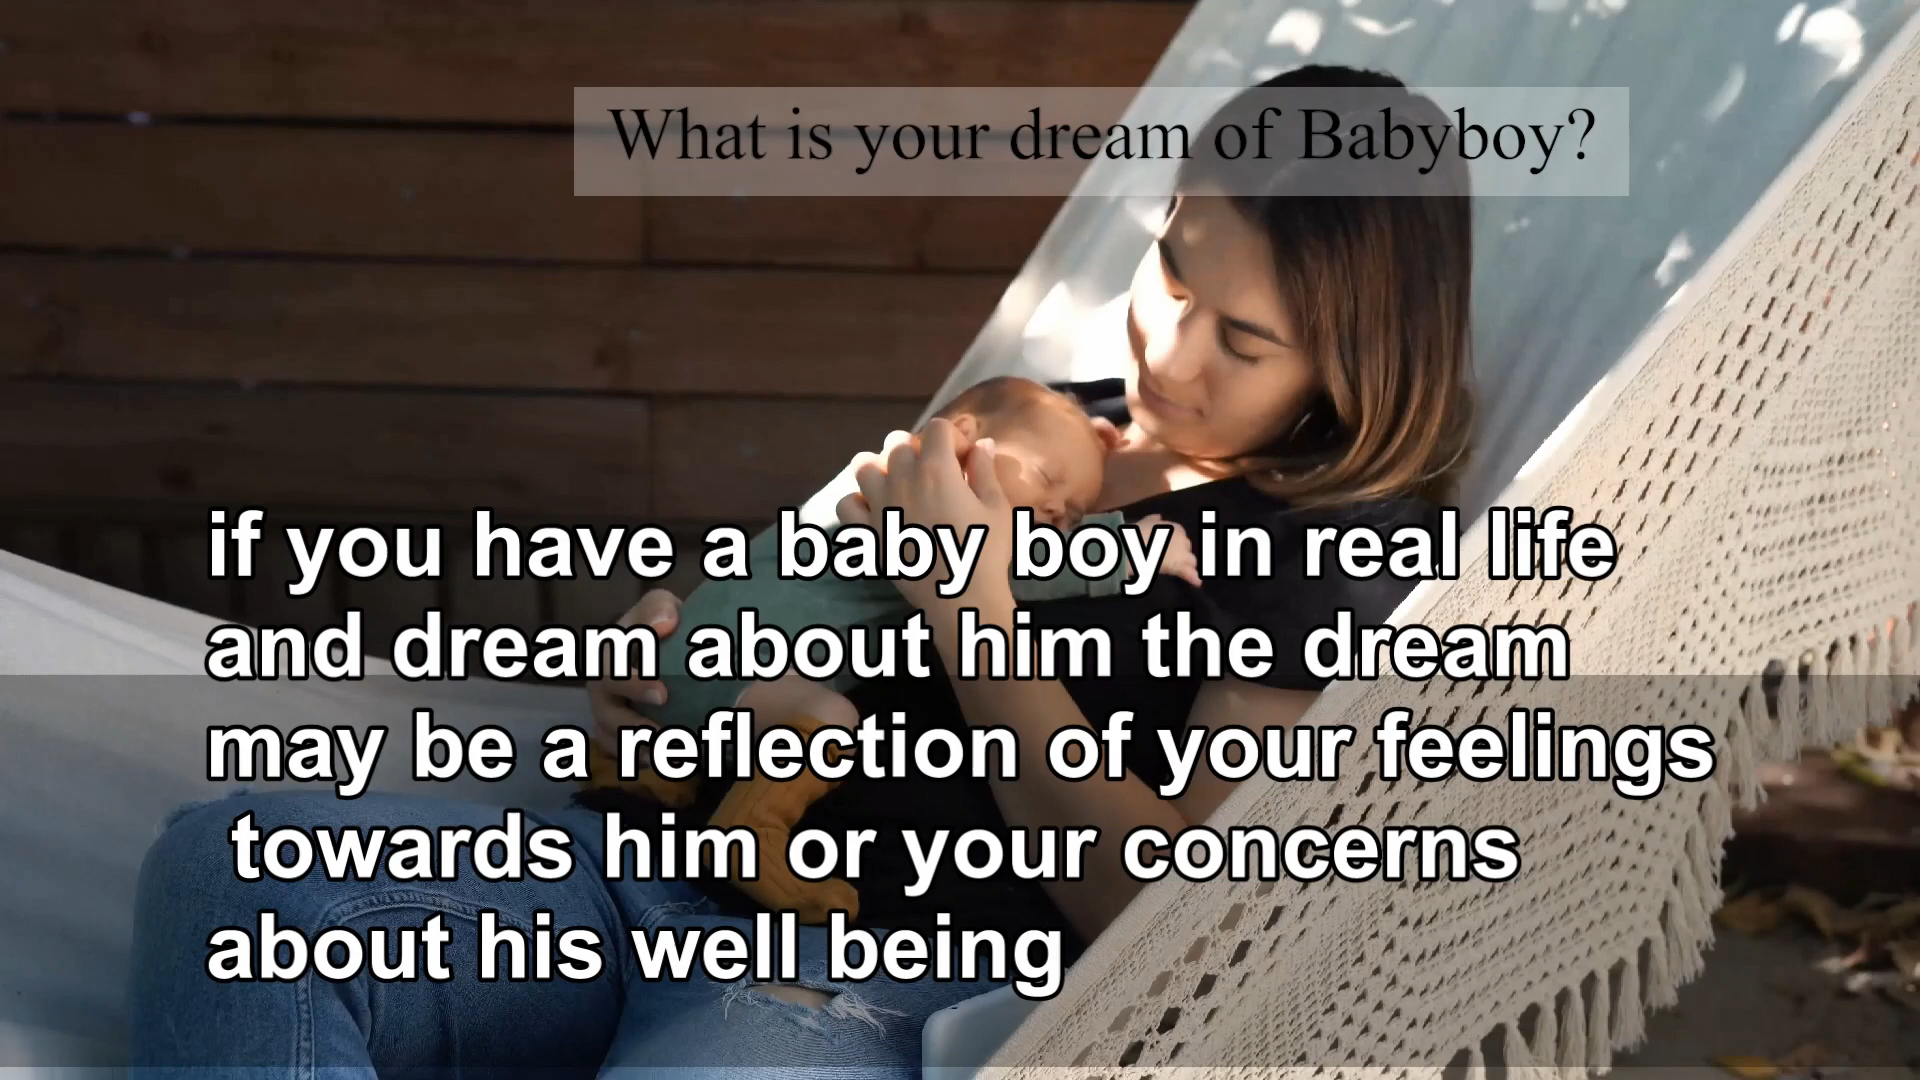 What is your dream of Babyboy?
if you have a baby boy in real life
and dream about him the dream
may be a reflection of your feelings
towards him or your concerns
about his well being